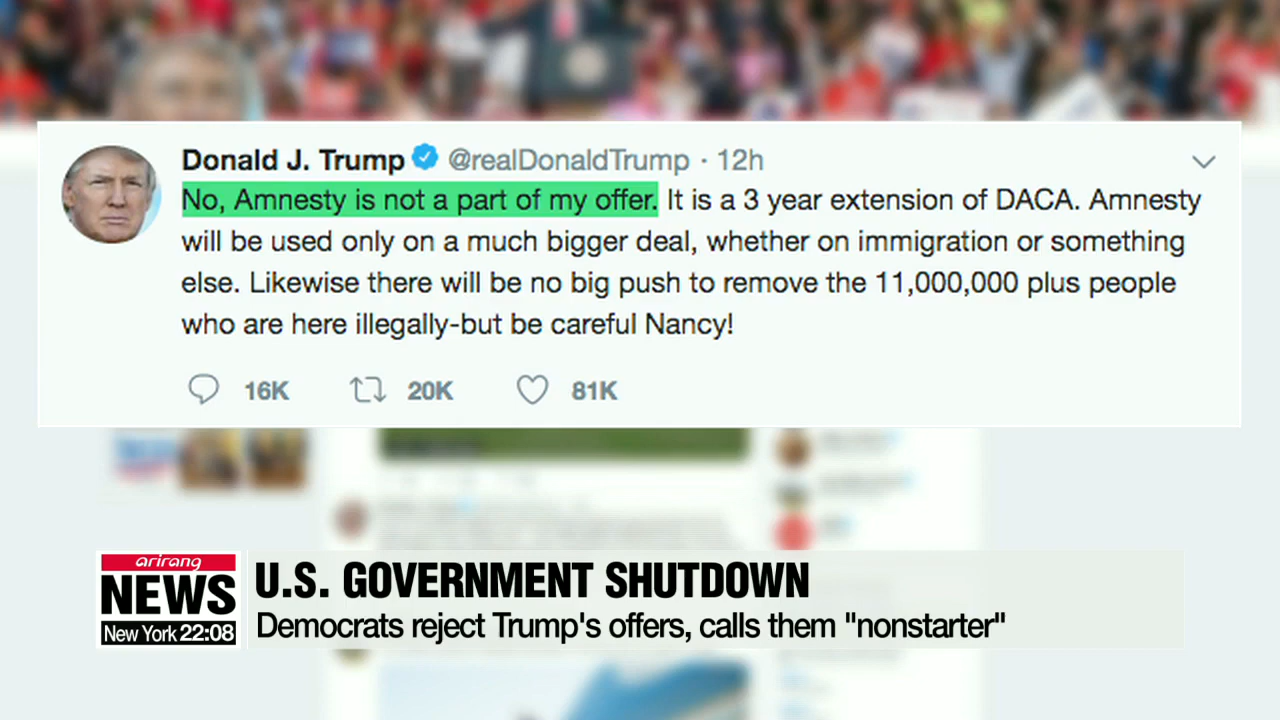 Donald J. Trump @realDonaldTrump · 12h
No, Amnesty is not a part of my offer. It is a 3 year extension of DACA. Amnesty
will be used only on a much bigger deal, whether on immigration or something
else. Likewise there will be no big push to remove the 11,000,000 plus people
who are here illegally-but be careful Nancy!
16K 20K 81K
arirang
NEWS
New York 22:08
U.S. GOVERNMENT SHUTDOWN
Democrats reject Trump's offers, calls them "nonstarter"